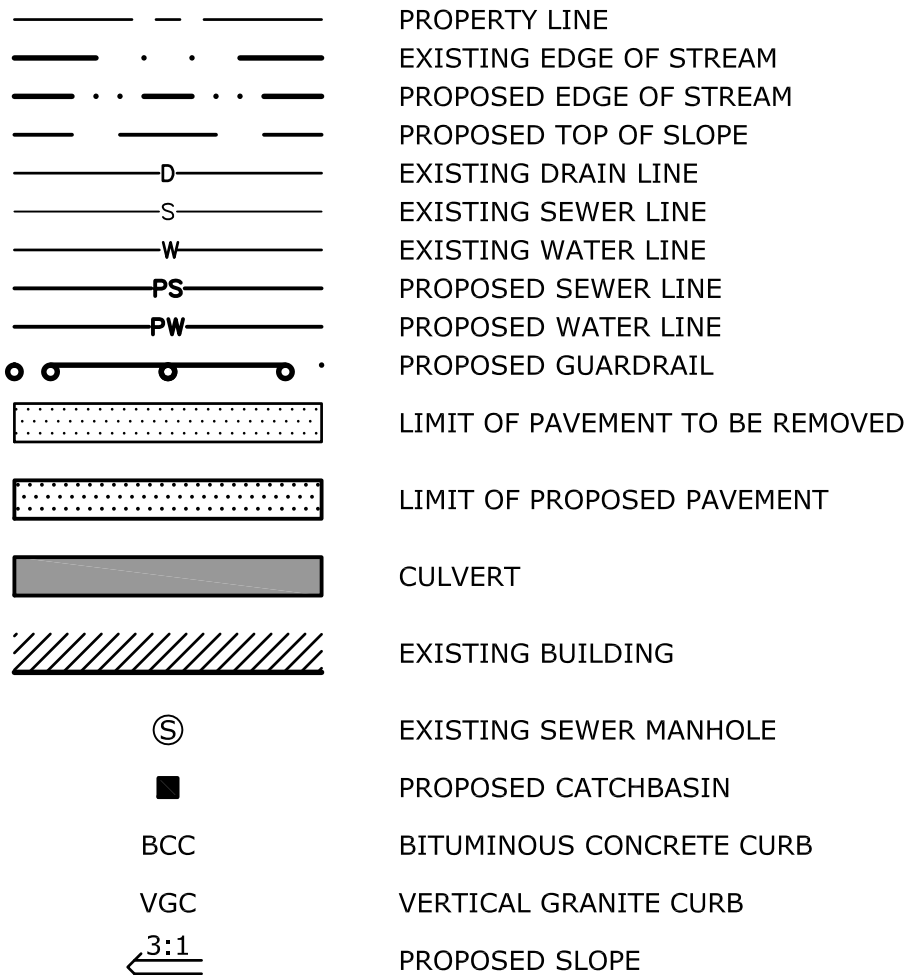 PROPERTY LINE
EXISTING EDGE OF STREAM
PROPOSED EDGE OF STREAM
PROPOSED TOP OF SLOPE
D EXISTING DRAIN LINE
S EXISTING SEWER LINE
W EXISTING WATER LINE
PS PROPOSED SEWER LINE
PW PROPOSED WATER LINE
PROPOSED GUARDRAIL
LIMIT OF PAVEMENT TO BE REMOVED
LIMIT OF PROPOSED PAVEMENT
CULVERT
EXISTING BUILDING
S EXISTING SEWER MANHOLE
PROPOSED CATCHBASIN
BCC BITUMINOUS CONCRETE CURB
VGC VERTICAL GRANITE CURB
3:1 PROPOSED SLOPE